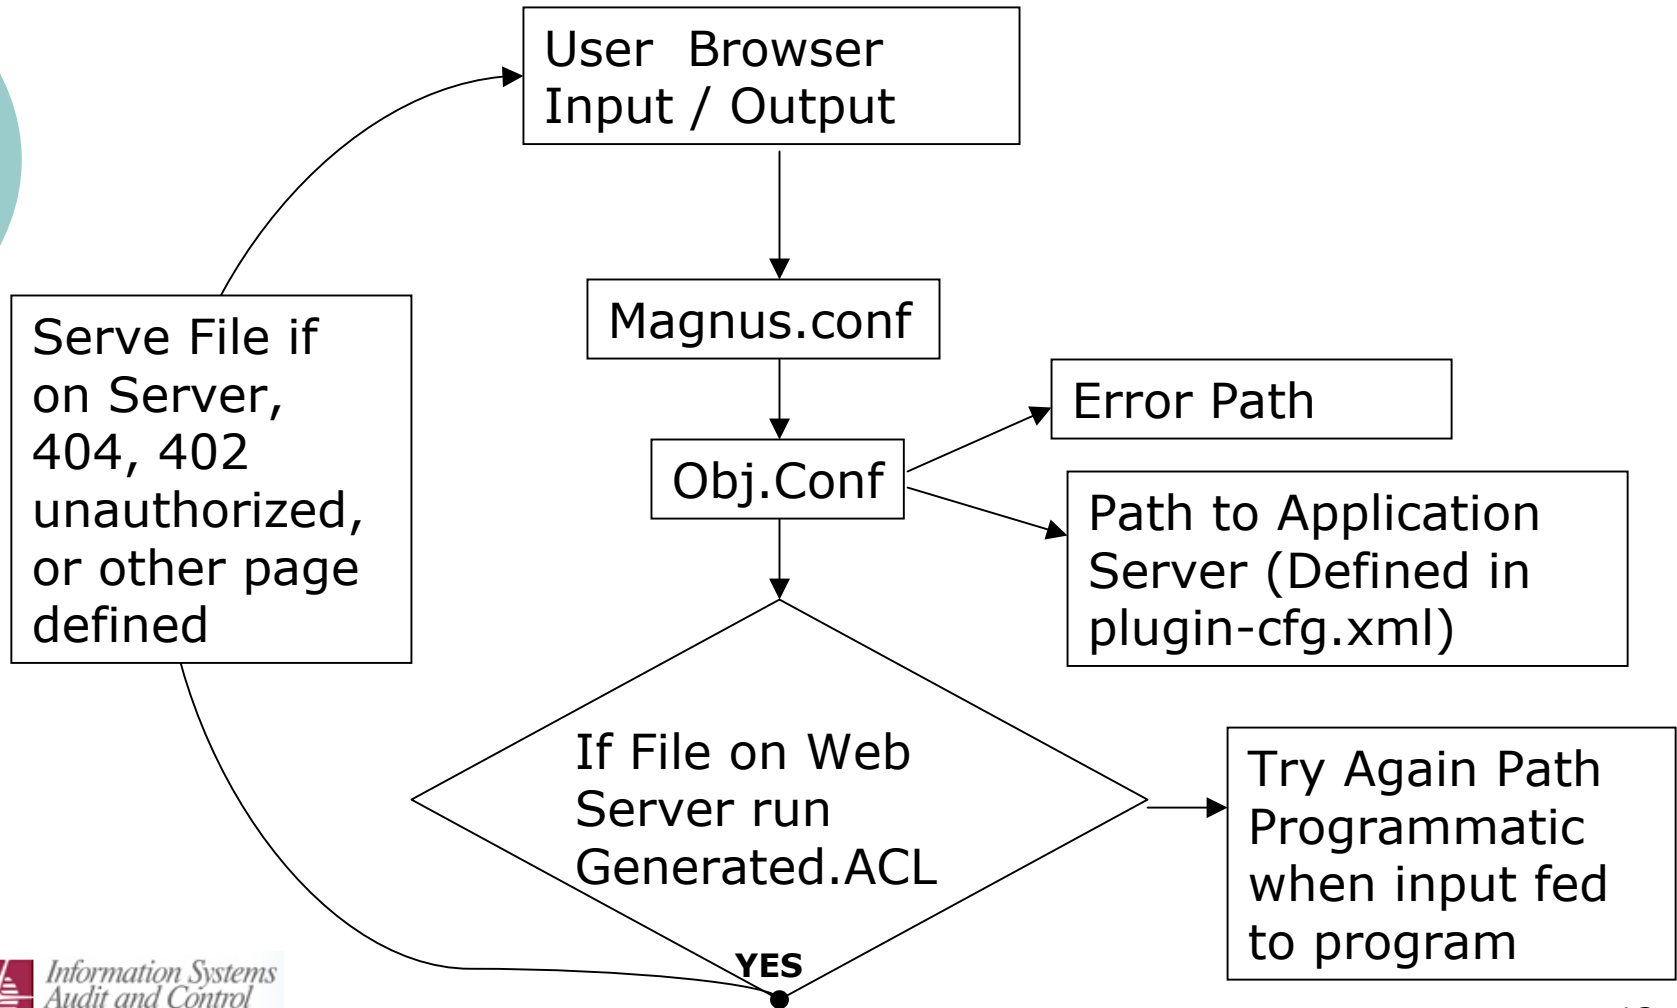 User Browser
Input / Output
Magnus.conf
Serve File if
on Server,
404, 402
unauthorized,
or other page
defined
Error Path
Obj.Conf
Path to Application
Server (Defined in
plugin-cfg.xml)
If File on Web
Server run
Generated.ACL
Try Again Path
Programmatic
when input fed
to program
YES
Information Systems
Audit and Control